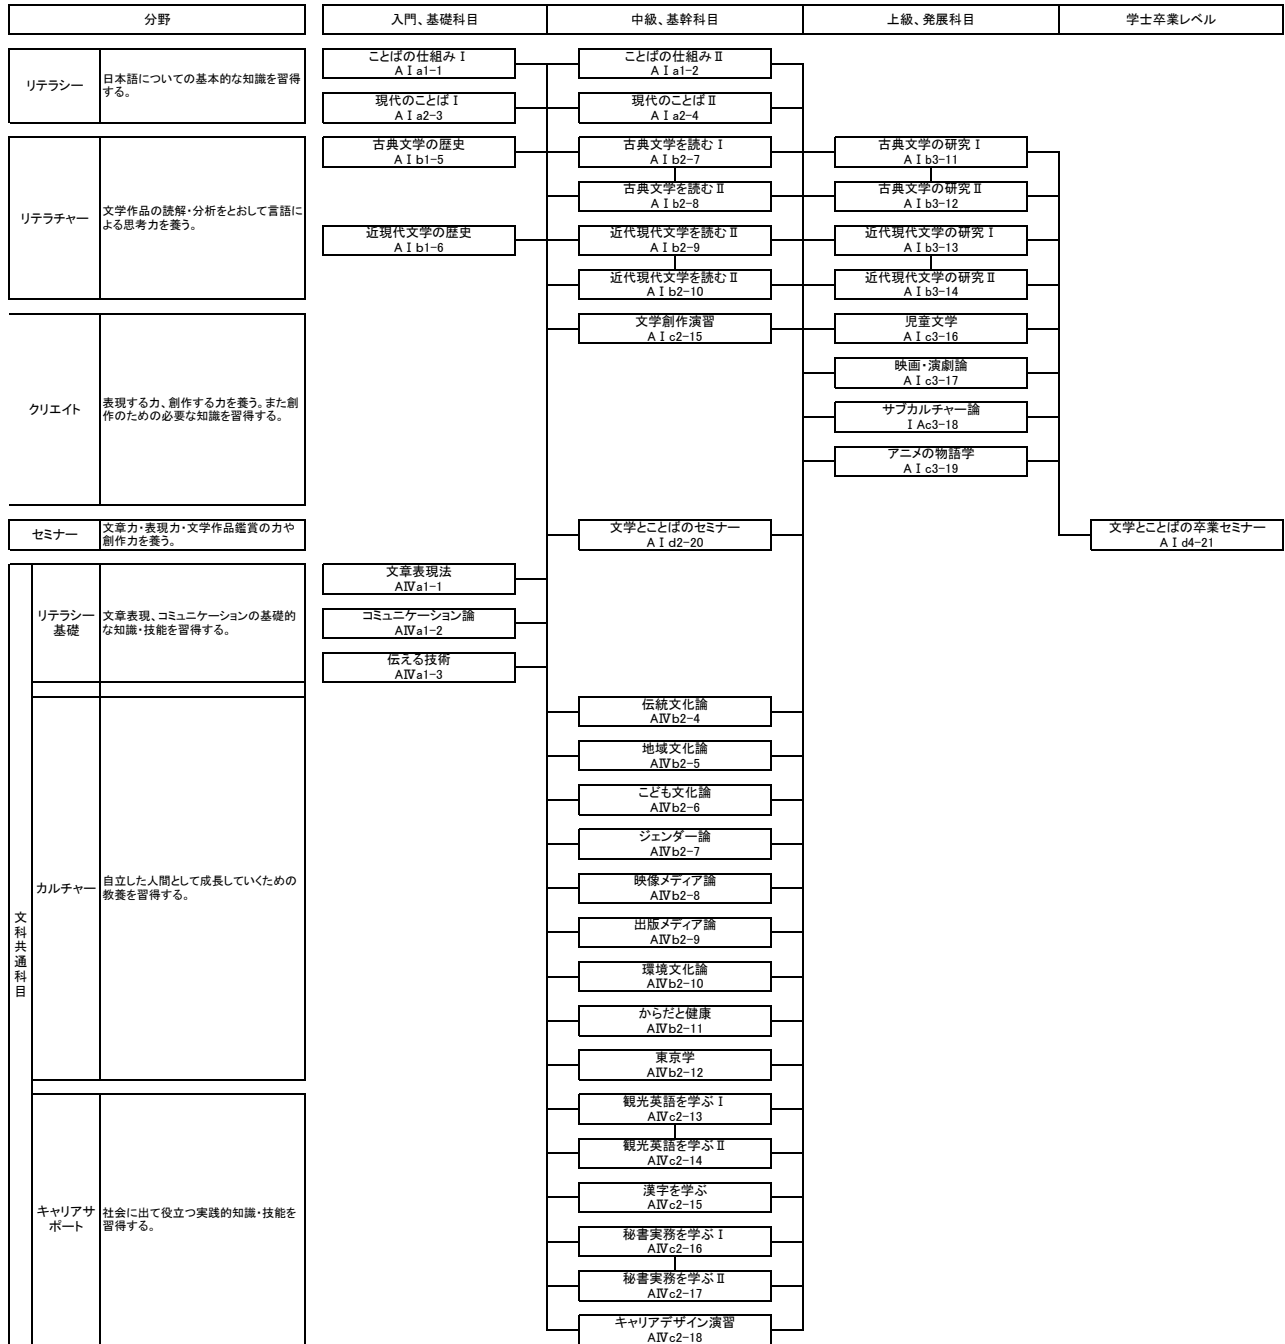 分野
入門、基礎科目
中級、基幹科目
上級、発展科目
学士卒業レベル
リテラシー
日本語についての基本的な知識を習得
する。
ことばの仕組みⅠ
AⅠa1-1
ことばの仕組みⅡ
AⅠa1-2
現代のことばⅠ
AⅠa2-3
現代のことばⅡ
AⅠa2-4
リテラチャー
文学作品の読解・分析をとおして言語に
よる思考力を養う。
古典文学の歴史
AⅠb1-5
古典文学を読むⅠ
AⅠb2-7
古典文学の研究Ⅰ
AⅠb3-11
古典文学を読むⅡ
AⅠb2-8
古典文学の研究Ⅱ
AⅠb3-12
近現代文学の歴史
AⅠb1-6
近代現代文学を読むⅡ
AⅠb2-9
近代現代文学の研究Ⅰ
AⅠb3-13
近代現代文学を読むⅡ
AⅠb2-10
近代現代文学の研究Ⅱ
AⅠb3-14
クリエイト
表現する力、創作する力を養う。また創
作のための必要な知識を習得する。
文学創作演習
AⅠc2-15
児童文学
AⅠc3-16
映画・演劇論
AⅠc3-17
サブカルチャー論
ⅠAc3-18
アニメの物語学
AⅠc3-19
セミナー
文章力・表現力・文学作品鑑賞の力や
創作力を養う。
文学とことばのセミナー
AⅠd2-20
文学とことばの卒業セミナー
AⅠd4-21
文科共通科目
リテラシー
基礎
文章表現、コミュニケーションの基礎的
な知識・技能を習得する。
文章表現法
AⅣa1-1
コミュニケーション論
AⅣa1-2
伝える技術
AⅣa1-3
カルチャー
自立した人間として成長していくための
教養を習得する。
伝統文化論
AⅣb2-4
地域文化論
AⅣb2-5
こども文化論
AⅣb2-6
ジェンダー論
AⅣb2-7
映像メディア論
AⅣb2-8
出版メディア論
AⅣb2-9
環境文化論
AⅣb2-10
からだと健康
AⅣb2-11
東京学
AⅣb2-12
キャリアサ
ポート
社会に出て役立つ実践的知識・技能を
習得する。
観光英語を学ぶⅠ
AⅣc2-13
観光英語を学ぶⅡ
AⅣc2-14
漢字を学ぶ
AⅣc2-15
秘書実務を学ぶⅠ
AⅣc2-16
秘書実務を学ぶⅡ
AⅣc2-17
キャリアデザイン演習
AⅣc2-18